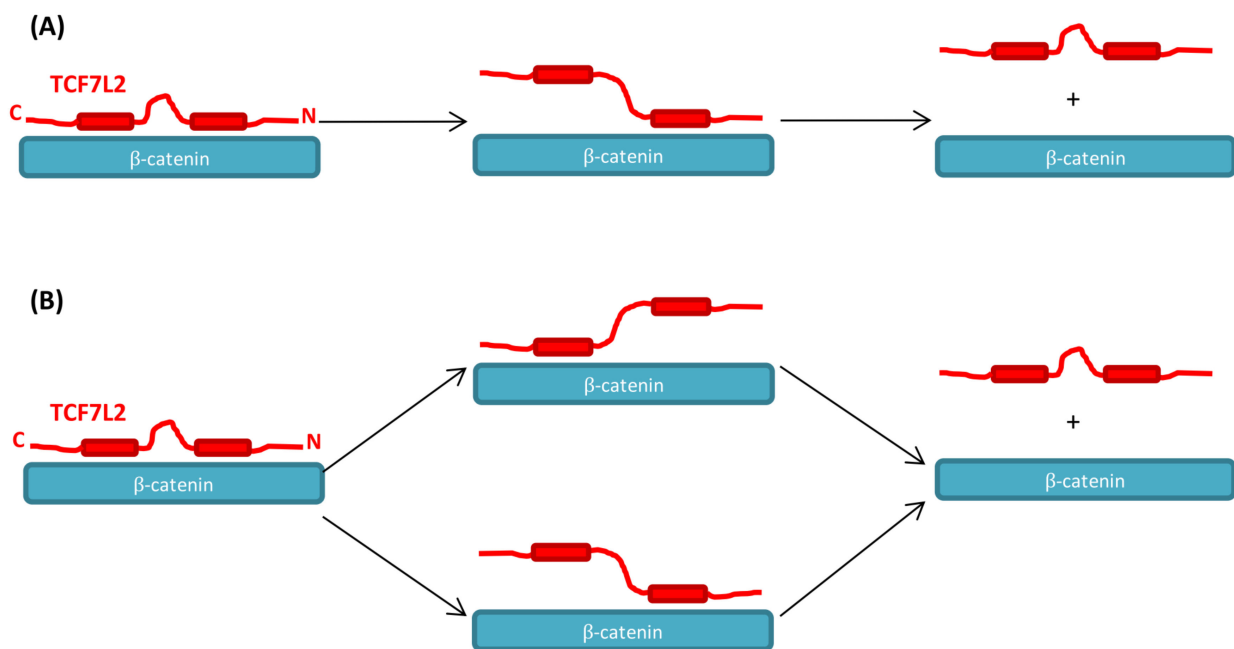 (A)
TCF7L2
C N
β-catenin
β-catenin
+
β-catenin
(B)
TCF7L2
C N
β-catenin
β-catenin
β-catenin
+
β-catenin